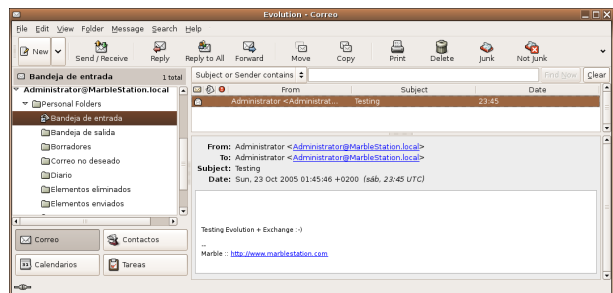 Evolution - Correo
File Edit View Folder Message Search Help
New Send / Receive Reply Reply to All Forward Move Copy Print Delete Junk Not Junk
Bandeja de entrada 1 total
Subject or Sender contains Find Now Clear
Administrator@MarbleStation.local
Personal Folders
Bandeja de entrada
Bandeja de salida
Borradores
Correo no deseado
Diario
Elementos eliminados
Elementos enviados
Correo Contactos
Calendarios Tareas
From Subject Date
Administrator <Administrat... Testing 23:45
From: Administrator <Administrator@MarbleStation.local>
To: Administrator <Administrator@MarbleStation.local>
Subject: Testing
Date: Sun, 23 Oct 2005 01:45:46 +0200 (sáb, 23:45 UTC)
Testing Evolution + Exchange :-)
--
Marble :: http://www.marblestation.com